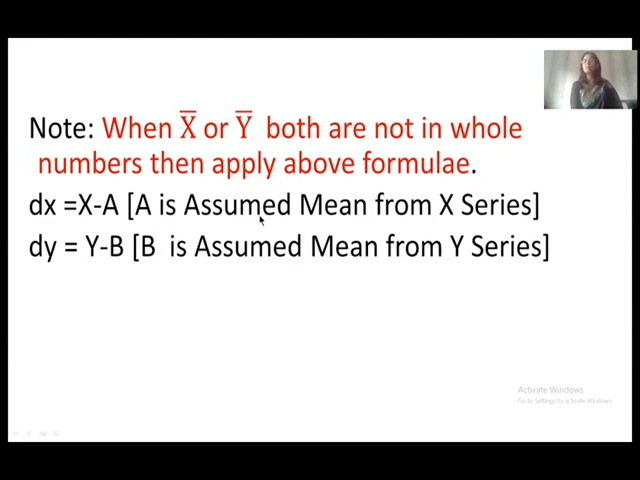 Note: When X̅ or Y̅ both are not in whole
numbers then apply above formulae.
dx =X-A [A is Assumed Mean from X Series]
dy = Y-B [B is Assumed Mean from Y Series]
Activate Windows
Go to Settings to activate Windows.